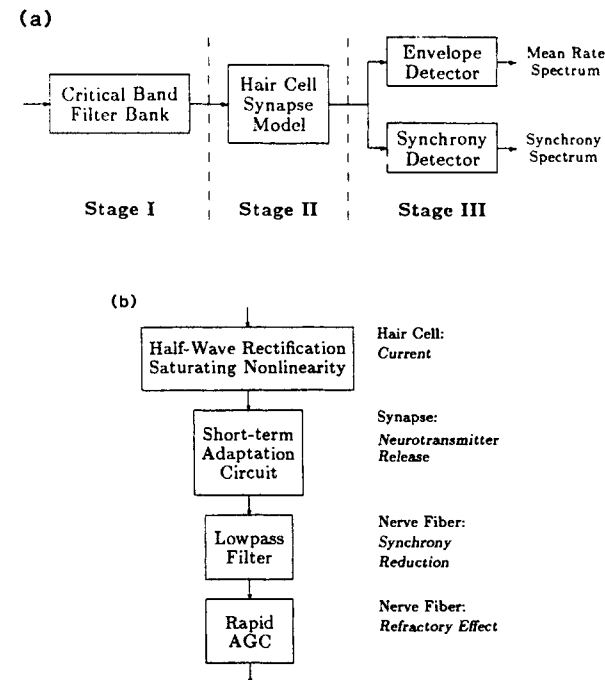 (a)
Critical Band
Filter Bank
Hair Cell
Synapse
Model
Envelope
Detector
Mean Rate
Spectrum
Synchrony
Detector
Synchrony
Spectrum
Stage I
Stage II
Stage III
(b)
Half-Wave Rectification
Saturating Nonlinearity
Hair Cell:
Current
Short-term
Adaptation
Circuit
Synapse:
Neurotransmitter
Release
Lowpass
Filter
Nerve Fiber:
Synchrony
Reduction
Rapid
AGC
Nerve Fiber:
Refractory Effect